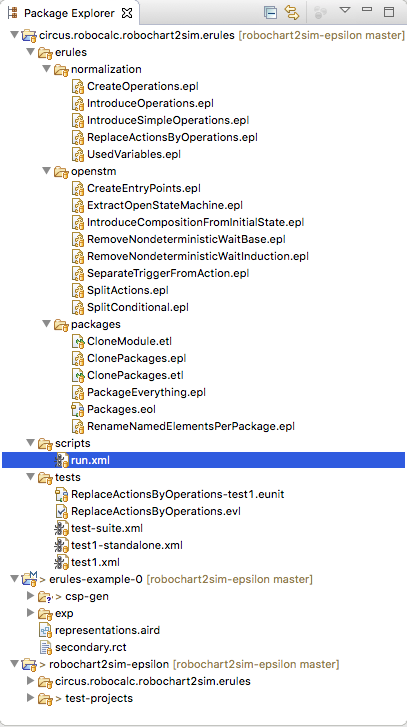 Package Explorer
circus.robocalc.robochart2sim.erules [robochart2sim-epsilon master]
erules
normalization
CreateOperations.epl
IntroduceOperations.epl
IntroduceSimpleOperations.epl
ReplaceActionsByOperations.epl
UsedVariables.epl
openstm
CreateEntryPoints.epl
ExtractOpenStateMachine.epl
IntroduceCompositionFromInitialState.epl
RemoveNondeterministicWaitBase.epl
RemoveNondeterministicWaitInduction.epl
SeparateTriggerFromAction.epl
SplitActions.epl
SplitConditional.epl
packages
CloneModule.etl
ClonePackages.epl
ClonePackages.etl
PackageEverything.epl
Packages.eol
RenameNamedElementsPerPackage.epl
scripts
run.xml
tests
ReplaceActionsByOperations-test1.eunit
ReplaceActionsByOperations.evl
test-suite.xml
test1-standalone.xml
test1.xml
> erules-example-0 [robochart2sim-epsilon master]
> csp-gen
exp
representations.aird
secondary.rct
> robochart2sim-epsilon [robochart2sim-epsilon master]
circus.robocalc.robochart2sim.erules
> test-projects